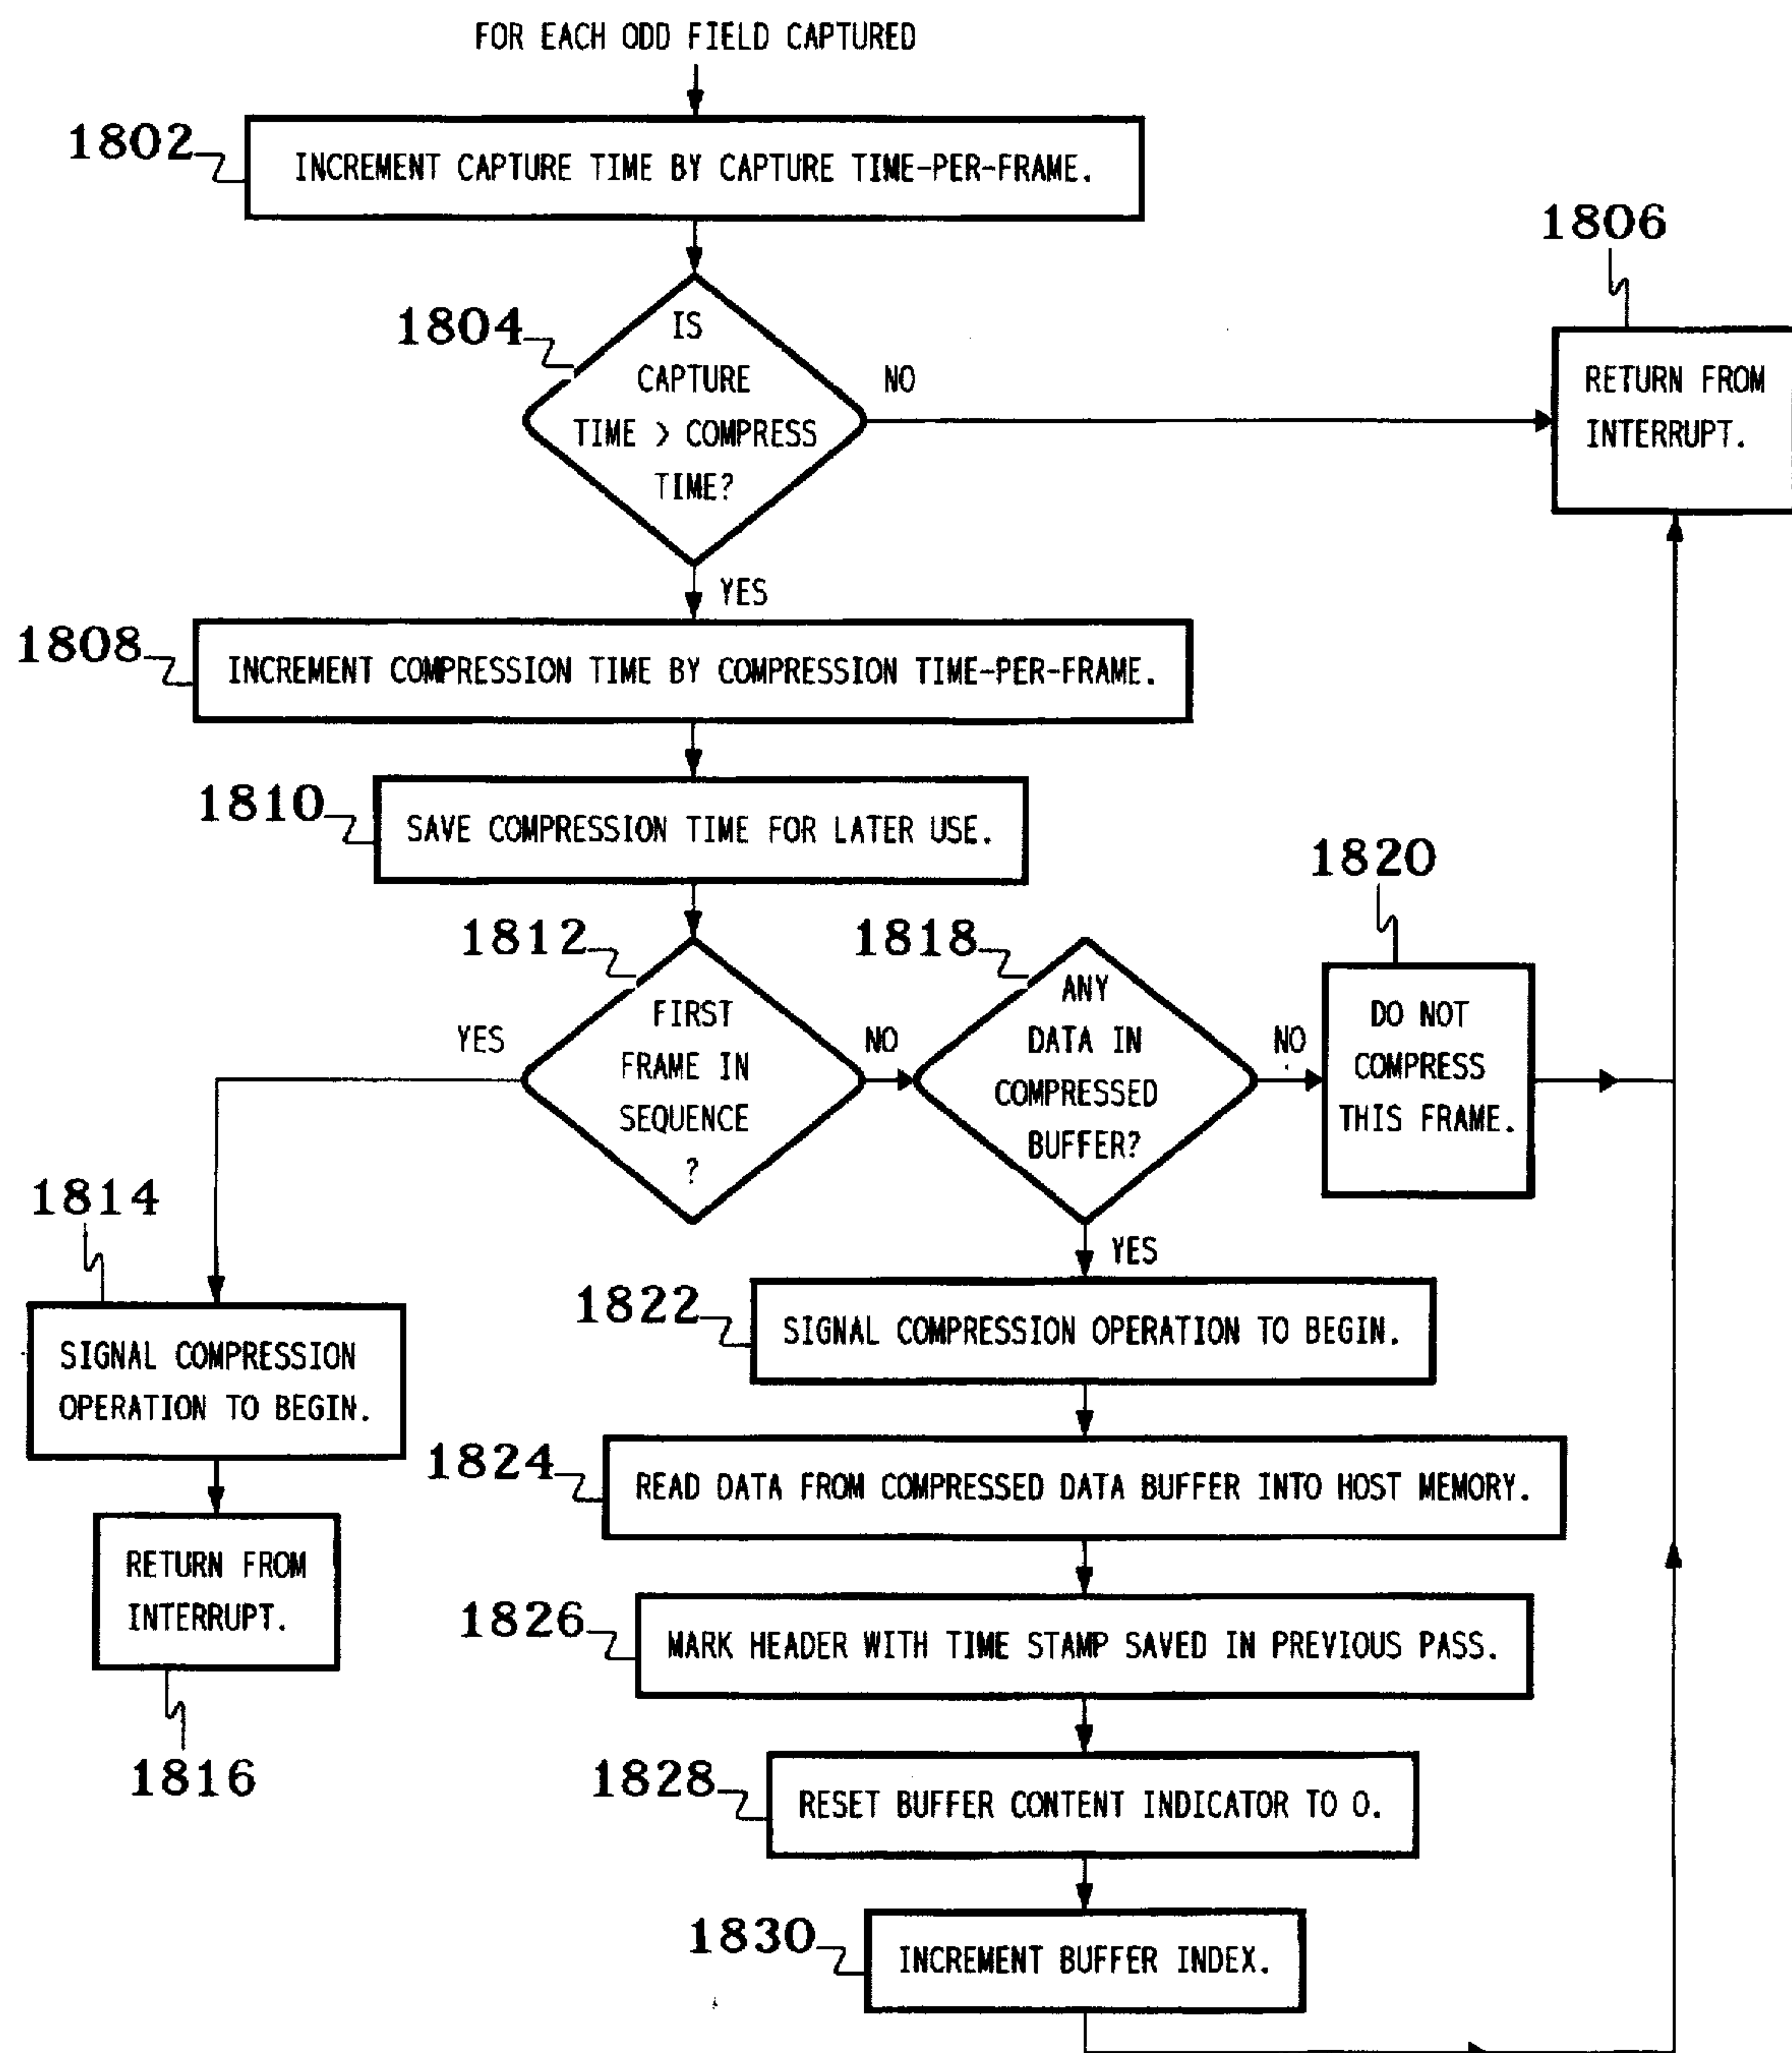 FOR EACH ODD FIELD CAPTURED
1802
INCREMENT CAPTURE TIME BY CAPTURE TIME-PER-FRAME.
1804
IS
CAPTURE
TIME > COMPRESS
TIME?
NO
1806
RETURN FROM
INTERRUPT.
YES
1808
INCREMENT COMPRESSION TIME BY COMPRESSION TIME-PER-FRAME.
1810
SAVE COMPRESSION TIME FOR LATER USE.
1812
FIRST
FRAME IN
SEQUENCE
?
YES
NO
1818
ANY
DATA IN
COMPRESSED
BUFFER?
NO
1820
DO NOT
COMPRESS
THIS FRAME.
1814
SIGNAL COMPRESSION
OPERATION TO BEGIN.
RETURN FROM
INTERRUPT.
1816
YES
1822
SIGNAL COMPRESSION OPERATION TO BEGIN.
1824
READ DATA FROM COMPRESSED DATA BUFFER INTO HOST MEMORY.
1826
MARK HEADER WITH TIME STAMP SAVED IN PREVIOUS PASS.
1828
RESET BUFFER CONTENT INDICATOR TO 0.
1830
INCREMENT BUFFER INDEX.